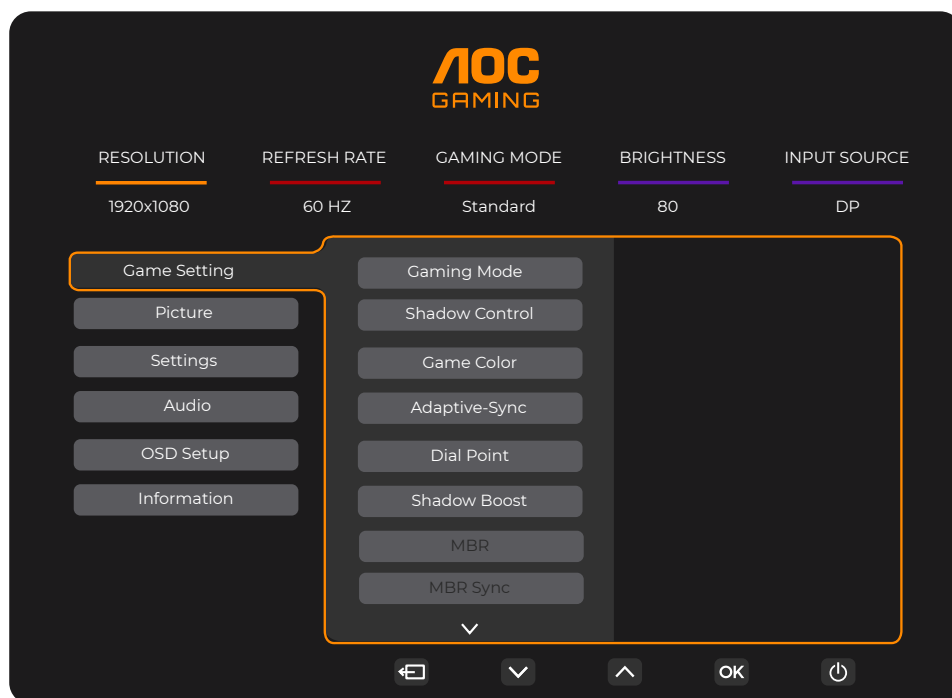 AOC
GAMING
RESOLUTION REFRESH RATE GAMING MODE BRIGHTNESS INPUT SOURCE
1920x1080 60 HZ Standard 80 DP
Game Setting
Picture
Settings
Audio
OSD Setup
Information
Gaming Mode
Shadow Control
Game Color
Adaptive-Sync
Dial Point
Shadow Boost
MBR
MBR Sync
OK